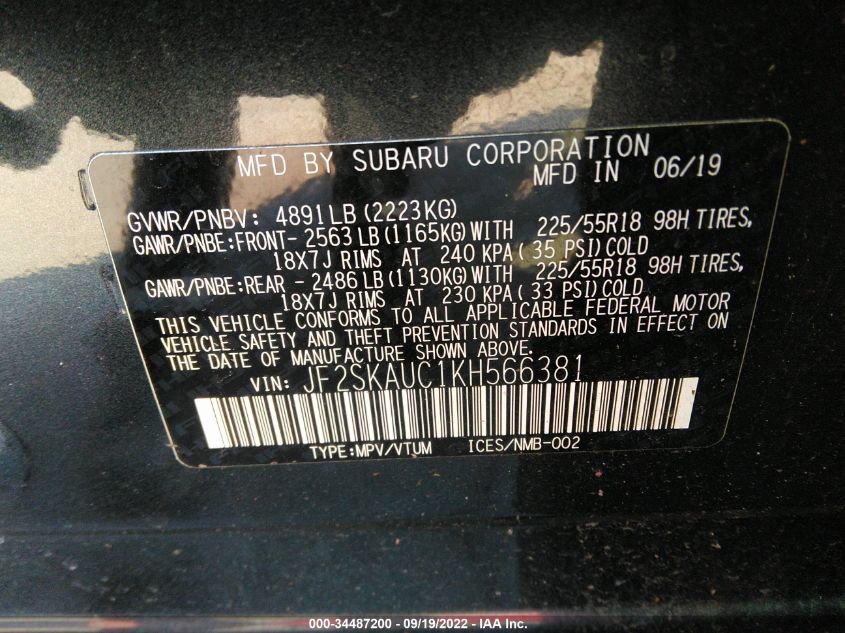 MFD BY SUBARU CORPORATION
MFD IN 06/19
GVWR/PNBV: 4891LB (2223KG)
GAWR/PNBE:FRONT- 2563 LB (1165KG) WITH 225/55R18 98H TIRES,
18X7J RIMS AT 240 KPA ( 35 PSI) COLD
GAWR/PNBE:REAR - 2486 LB (1130KG) WITH 225/55R18 98H TIRES,
18X7J RIMS AT 230 KPA ( 33 PSI) COLD
THIS VEHICLE CONFORMS TO ALL APPLICABLE FEDERAL MOTOR
VEHICLE SAFETY AND THEFT PREVENTION STANDARDS IN EFFECT ON
THE DATE OF MANUFACTURE SHOWN ABOVE.
VIN: JF2SKAUC1KH566381
TYPE:MPV/VTUM ICES/NMB-002
000-34487200 - 09/19/2022 - IAA Inc.